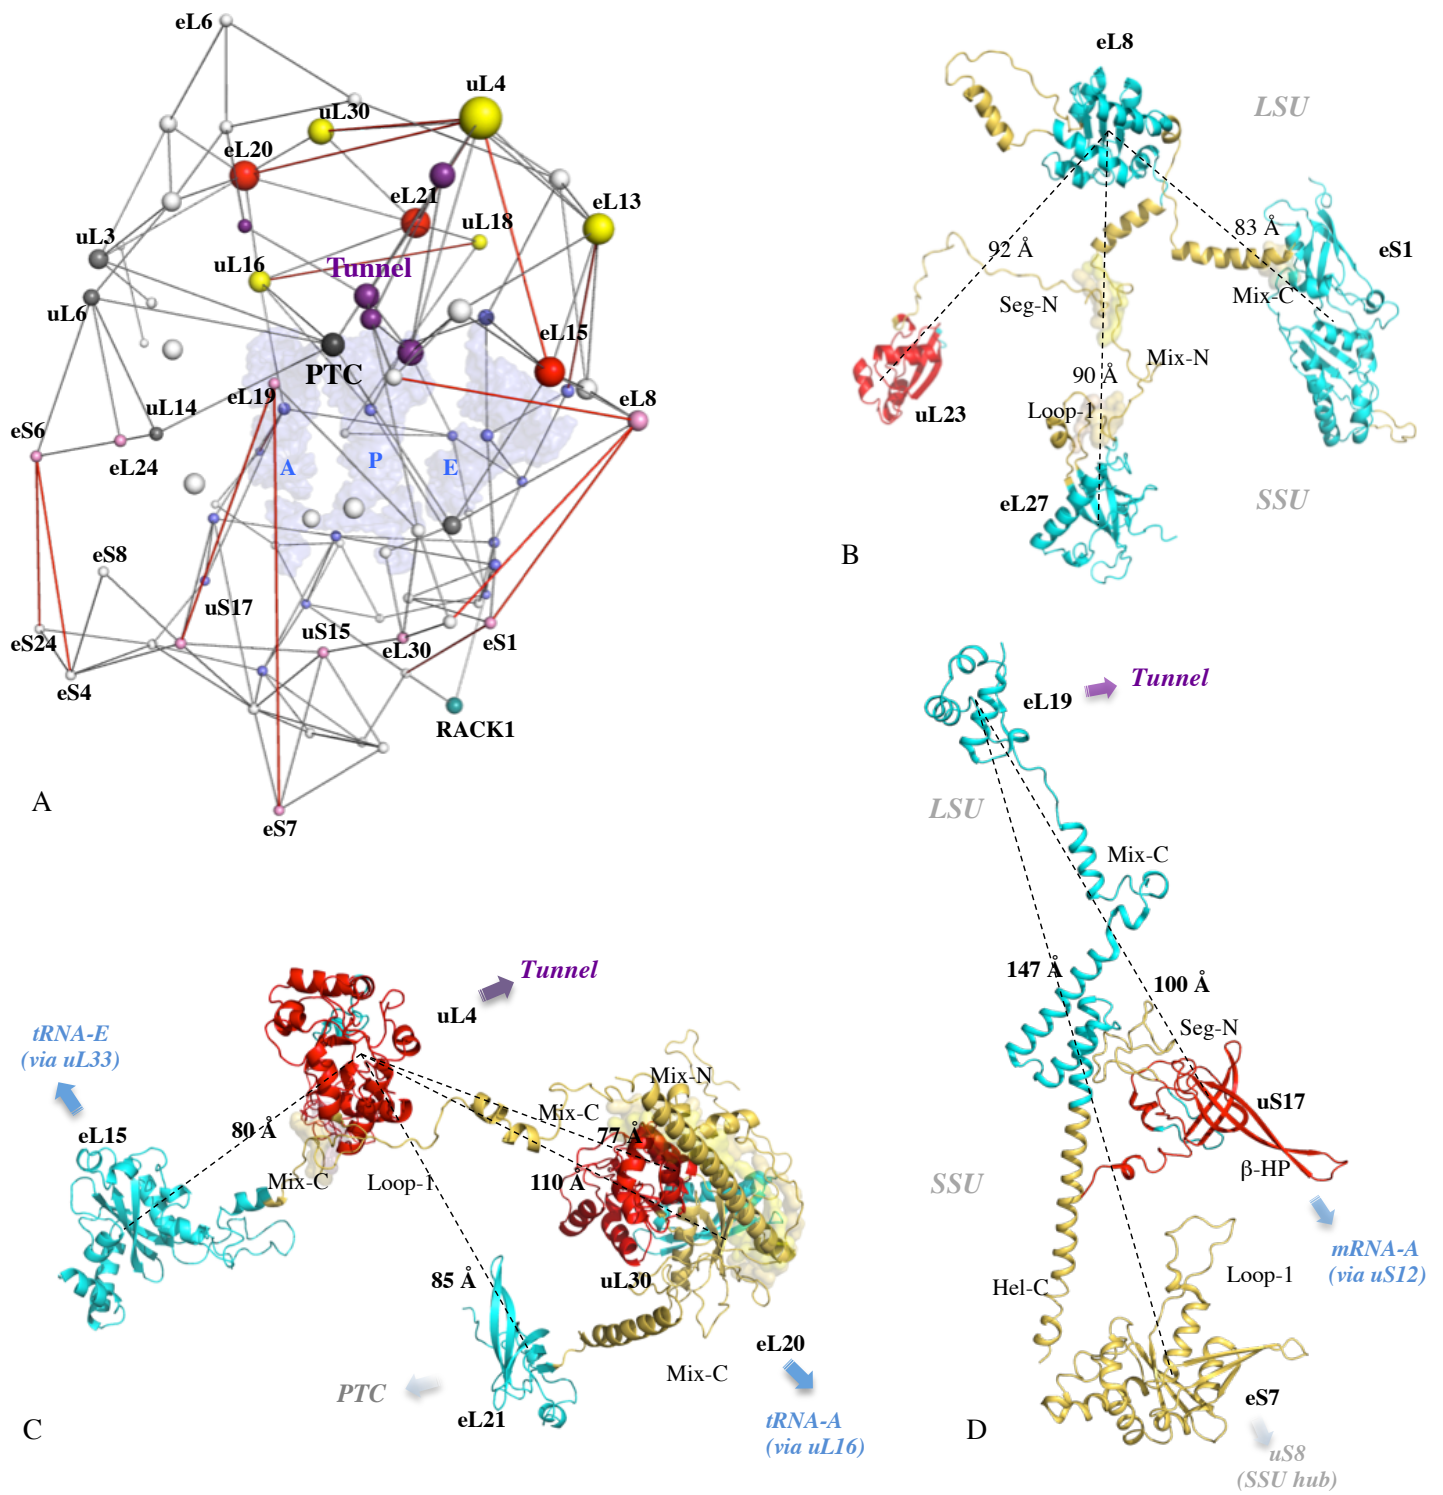 eL6
uL4
uL30
eL20
eL21
eL13
uL18
uL3
uL16
Tunnel
uL6
eL15
PTC
eL19
eL8
uL14
eS6
eL24
A
P
E
eS8
uS17
uS15
eS24
eL30
eS1
eS4
RACK1
A
eS7
eL8
LSU
83 Å
92 Å
eS1
Seg-N
Mix-C
Mix-N
90 Å
Loop-1
uL23
eL27
SSU
B
Tunnel
uL4
tRNA-E
(via uL33)
Mix-N
Mix-C
80 Å
77 Å
eL15
Mix-C
Loop-1
110 Å
85 Å
uL30
eL20
Mix-C
PTC
eL21
C
tRNA-A
(via uL16)
Tunnel
eL19
LSU
Mix-C
147 Å
100 Å
Seg-N
uS17
β-HP
SSU
mRNA-A
(via uS12)
Hel-C
Loop-1
eS7
D
uS8
(SSU hub)